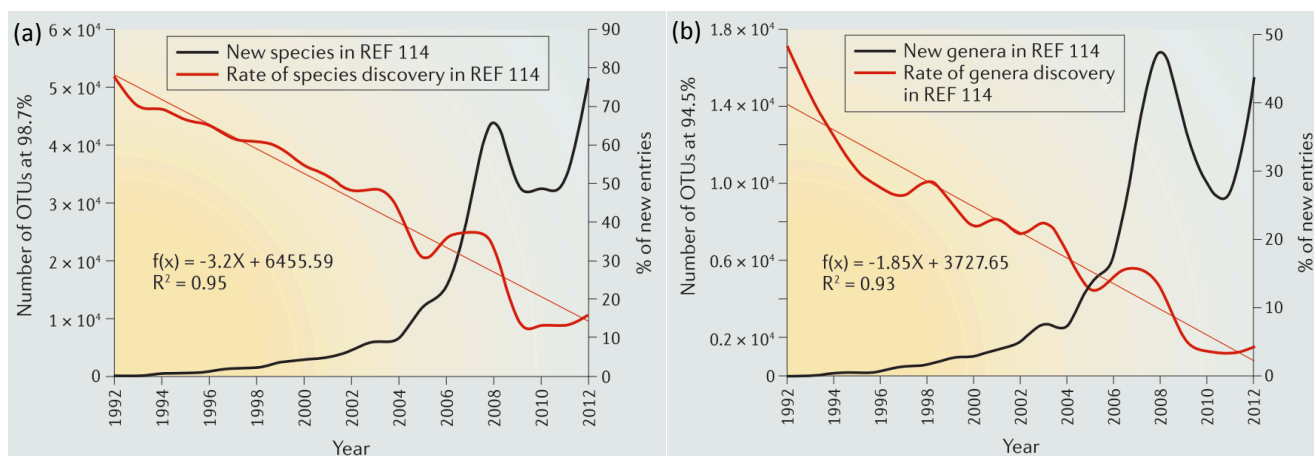 (a)
6 × 10⁴
5 × 10⁴
4 × 10⁴
3 × 10⁴
2 × 10⁴
1 × 10⁴
0
Number of OTUs at 98.7%
New species in REF 114
Rate of species discovery in REF 114
f(x) = -3.2X + 6455.59
R² = 0.95
90
80
70
60
50
40
30
20
10
0
% of new entries
1992
1994
1996
1998
2000
2002
2004
2006
2008
2010
2012
Year
(b)
1.8 × 10⁴
1.4 × 10⁴
1.0 × 10⁴
0.6 × 10⁴
0.2 × 10⁴
0
Number of OTUs at 94.5%
New genera in REF 114
Rate of genera discovery
in REF 114
f(x) = -1.85X + 3727.65
R² = 0.93
50
40
30
20
10
0
% of new entries
1992
1994
1996
1998
2000
2002
2004
2006
2008
2010
2012
Year